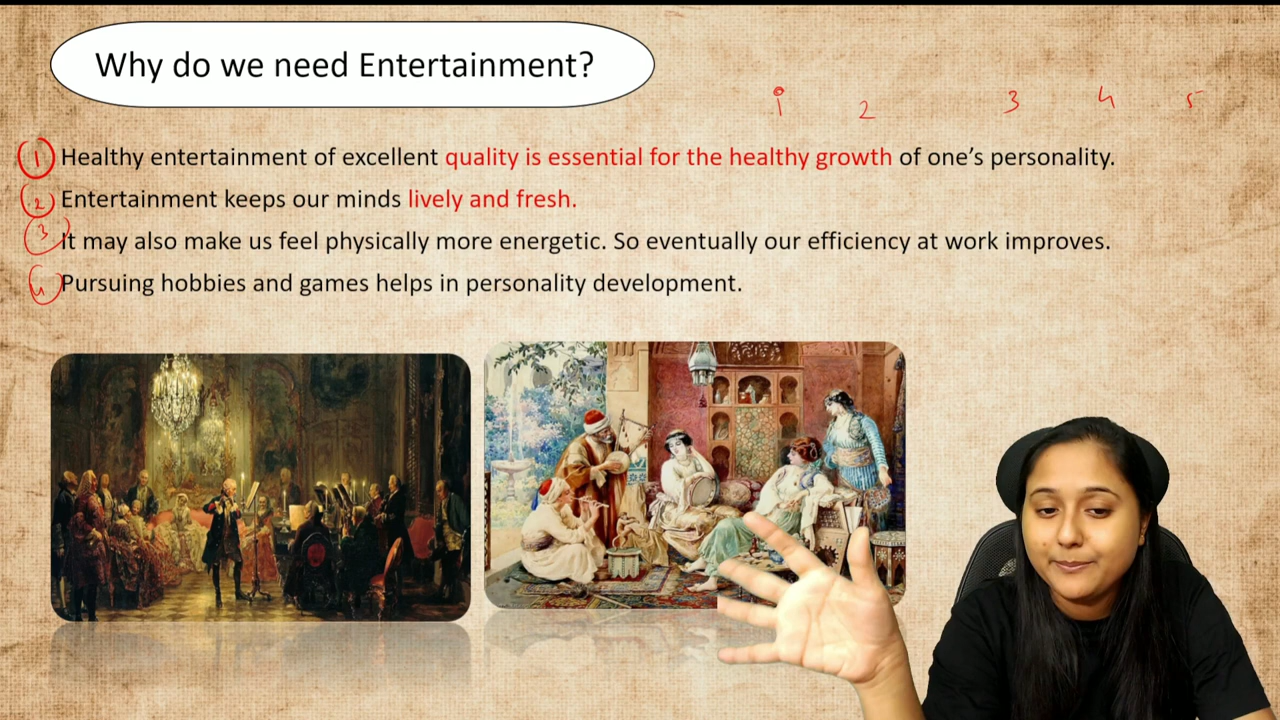 Why do we need Entertainment?
1 2 3 4 5
1 Healthy entertainment of excellent quality is essential for the healthy growth of one's personality.
2 Entertainment keeps our minds lively and fresh.
3 It may also make us feel physically more energetic. So eventually our efficiency at work improves.
4 Pursuing hobbies and games helps in personality development.